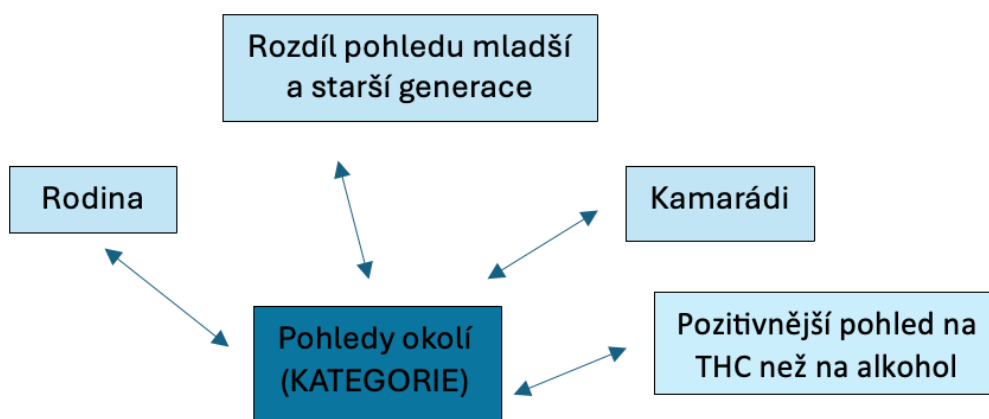 Rozdíl pohledu mladší
a starší generace
Rodina
Kamarádi
Pohledy okolí
(KATEGORIE)
Pozitivnější pohled na
THC než na alkohol